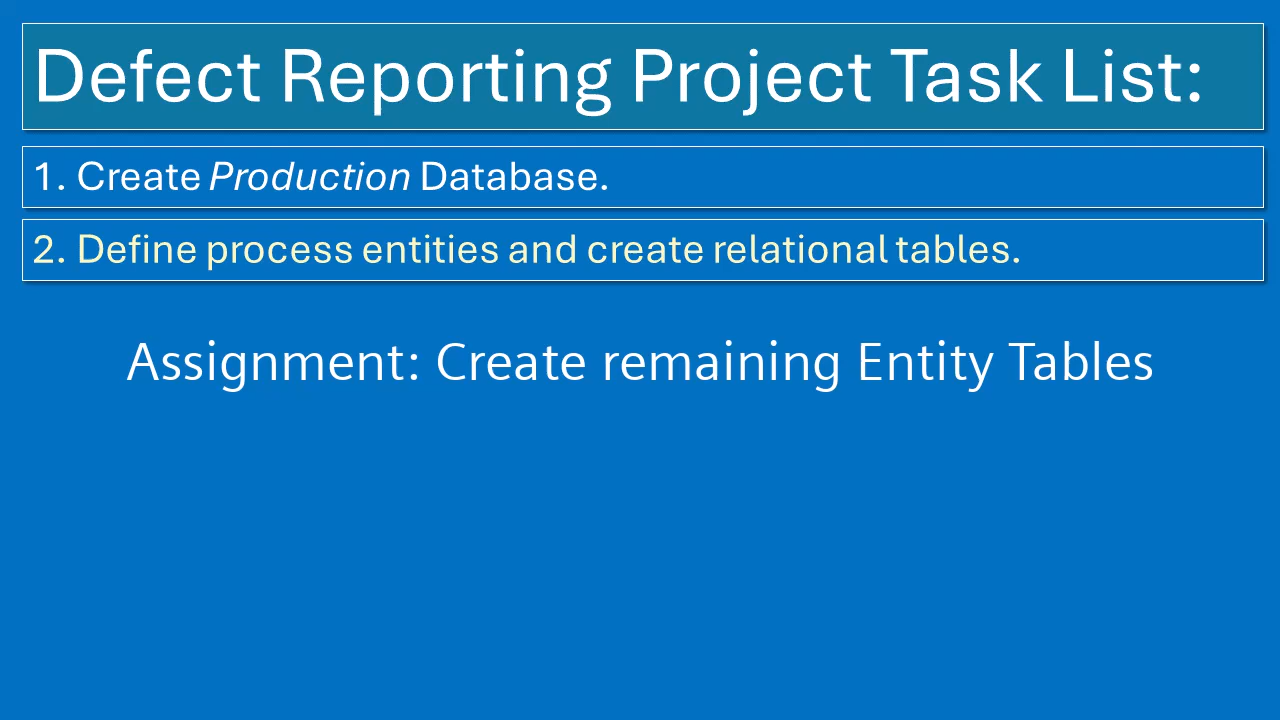 Defect Reporting Project Task List:
1. Create Production Database.
2. Define process entities and create relational tables.
Assignment: Create remaining Entity Tables